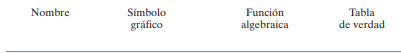 Nombre Símbolo Función Tabla
gráfico algebraica de verdad